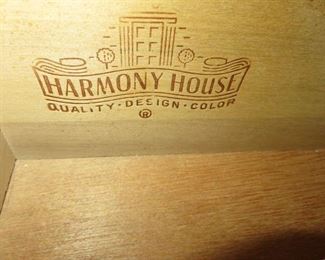 HARMONY HOUSE
QUALITY · DESIGN · COLOR
®